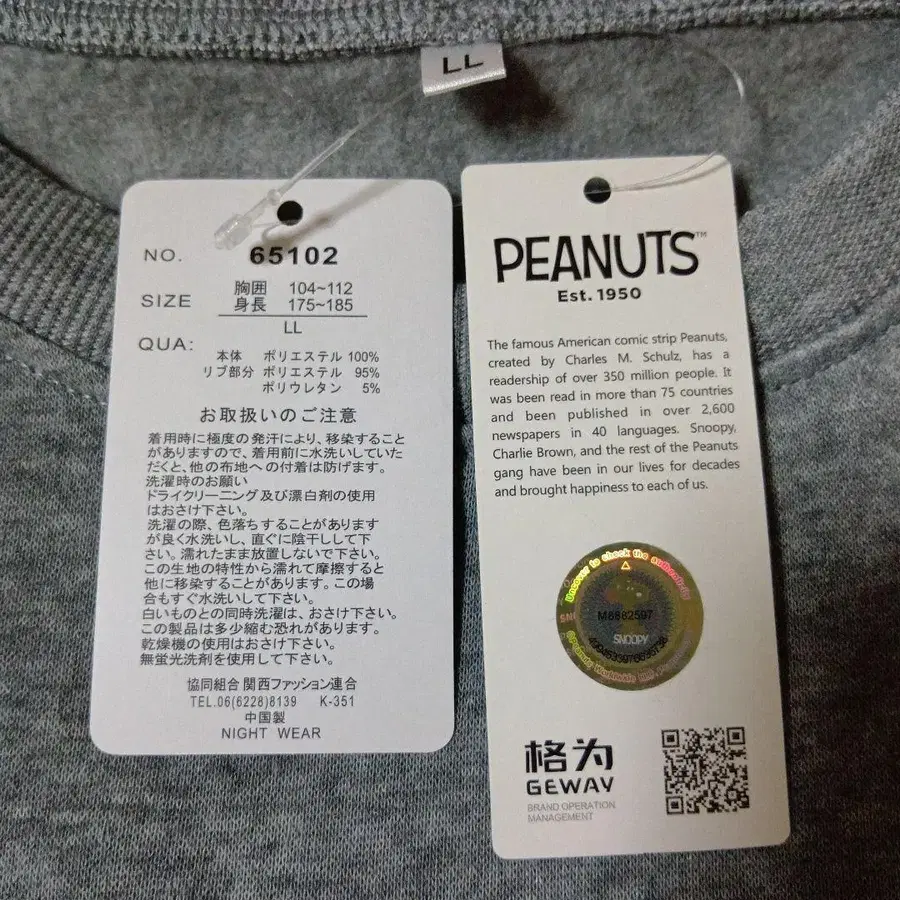 LL
NO. 65102
SIZE 胸囲 104~112
身長 175~185
LL
QUA:
本体 ポリエステル 100%
リブ部分 ポリエステル 95%
ポリウレタン 5%
お取扱いのご注意
着用時に極度の発汗により、移染すること
がありますので、着用前に水洗いしていた
だくと、他の布地への付着は防げます。
洗濯時のお願い
ドライクリーニング及び漂白剤の使用
はおさけ下さい。
洗濯の際、色落ちすることがあります
が良く水洗いし、直ぐに陰干しして下
さい。濡れたまま放置しないで下さい。
この生地の特性から濡れて摩擦すると
他に移染することがあります。この場
合もすぐ水洗いして下さい。
白いものとの同時洗濯は、おさけ下さい。
この製品は多少縮む恐れがあります。
乾燥機の使用はおさけ下さい。
無蛍光洗剤を使用して下さい。
協同組合 関西ファッション連合
TEL.06(6228)8139 K-351
中国製
NIGHT WEAR
PEANUTS™
Est. 1950
The famous American comic strip Peanuts,
created by Charles M. Schulz, has a
readership of over 350 million people. It
was been read in more than 75 countries
and been published in over 2,600
newspapers in 40 languages. Snoopy,
Charlie Brown, and the rest of the Peanuts
gang have been in our lives for decades
and brought happiness to each of us.
Uncover to check the authenticity
M8882597
SNOOPY
格为
GEWAY
BRAND OPERATION
MANAGEMENT